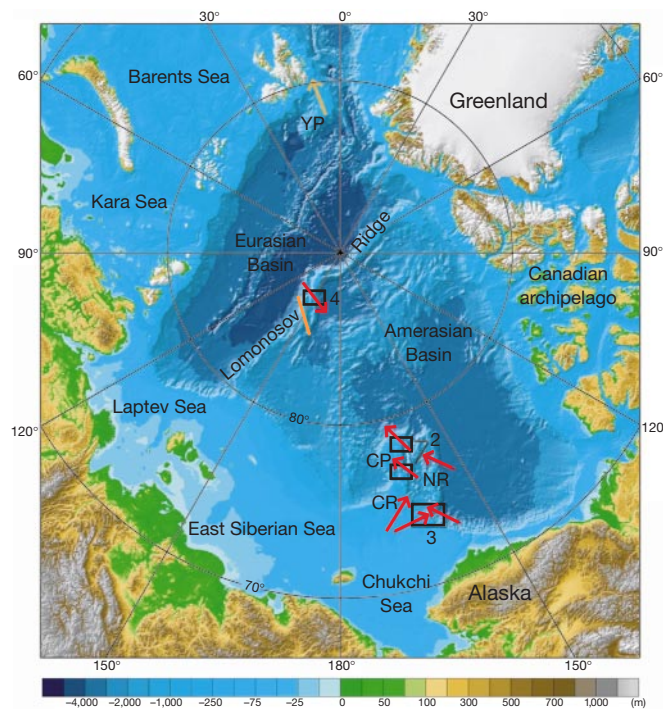 30° 0° 30°
60° 60°
Barents Sea
Greenland
YP
Kara Sea
Ridge
Eurasian
Basin
90° 90°
Canadian
archipelago
4
Lomonosov
Amerasian
Basin
Laptev Sea
80°
120° 120°
2
CP
NR
CR
East Siberian Sea
3
70°
Chukchi
Sea
Alaska
150° 180° 150°
-4,000 -2,000 -1,000 -250 -75 -25 0 50 100 300 500 700 1,000 (m)